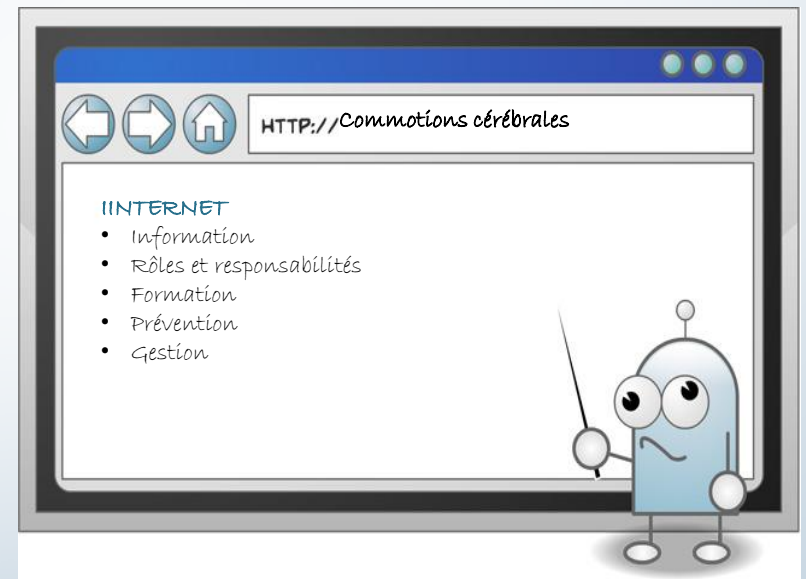 HTTP://Commotions cérébrales
IINTERNET
• Information
• Rôles et responsabilités
• Formation
• Prévention
• Gestion